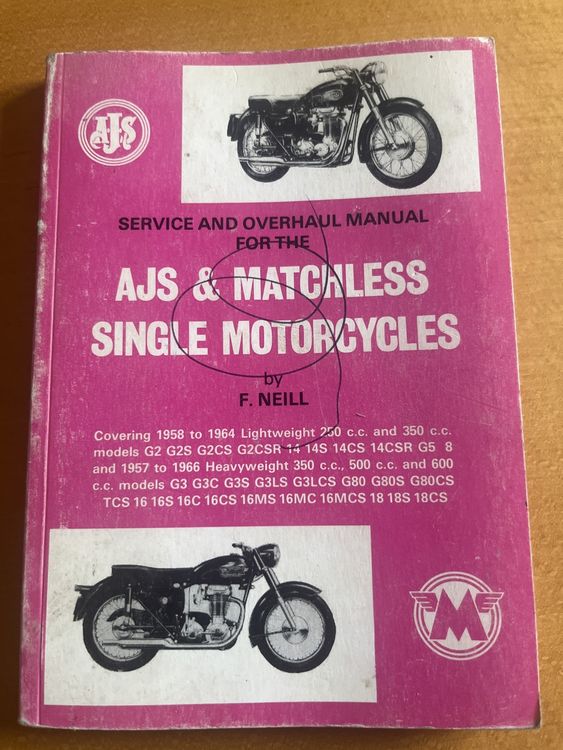 AJS
SERVICE AND OVERHAUL MANUAL
FOR THE
AJS & MATCHLESS
SINGLE MOTORCYCLES
by
F. NEILL
Covering 1958 to 1964 Lightweight 250 c.c. and 350 c.c.
models G2 G2S G2CS G2CSR 14 14S 14CS 14CSR G5 8
and 1957 to 1966 Heavyweight 350 c.c., 500 c.c. and 600
c.c. models G3 G3C G3S G3LS G3LCS G80 G80S G80CS
TCS 16 16S 16C 16CS 16MS 16MC 16MCS 18 18S 18CS
M